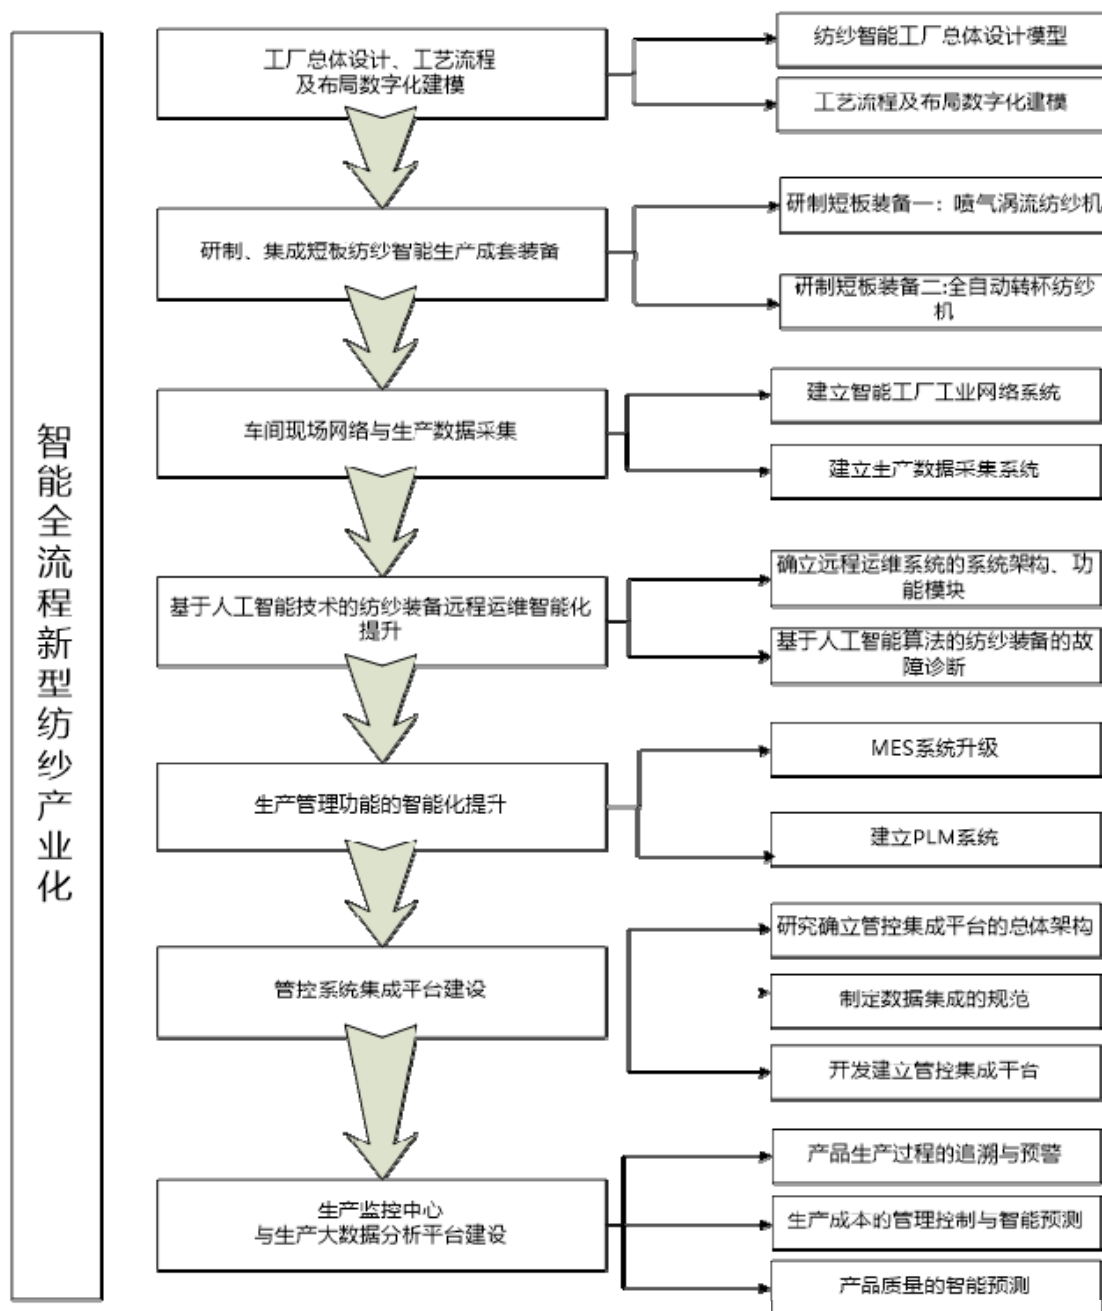 智能全流程新型纺纱产业化
工厂总体设计、工艺流程
及布局数字化建模
纺纱智能工厂总体设计模型
工艺流程及布局数字化建模
研制、集成短板纺纱智能生产成套装备
研制短板装备一：喷气涡流纺纱机
研制短板装备二:全自动转杯纺纱
机
车间现场网络与生产数据采集
建立智能工厂工业网络系统
建立生产数据采集系统
基于人工智能技术的纺纱装备远程运维智能化
提升
确立远程运维系统的系统架构、功
能模块
基于人工智能算法的纺纱装备的故
障诊断
生产管理功能的智能化提升
MES系统升级
建立PLM系统
管控系统集成平台建设
研究确立管控集成平台的总体架构
制定数据集成的规范
开发建立管控集成平台
生产监控中心
与生产大数据分析平台建设
产品生产过程的追溯与预警
生产成本的管理控制与智能预测
产品质量的智能预测